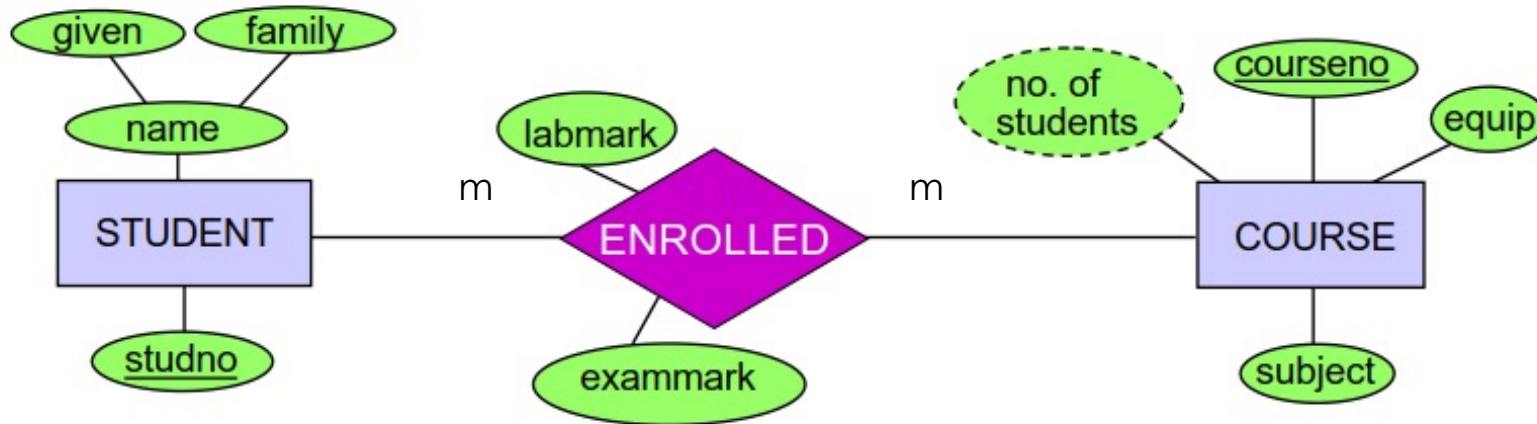 given
family
name
STUDENT
studno
m
labmark
ENROLLED
exammark
m
no. of
students
courseno
equip
COURSE
subject